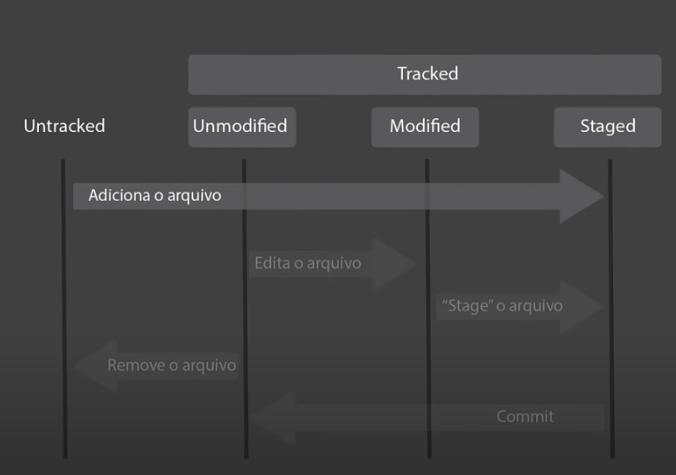 Tracked
Untracked Unmodified Modified Staged
Adiciona o arquivo
Edita o arquivo
“Stage” o arquivo
Remove o arquivo
Commit